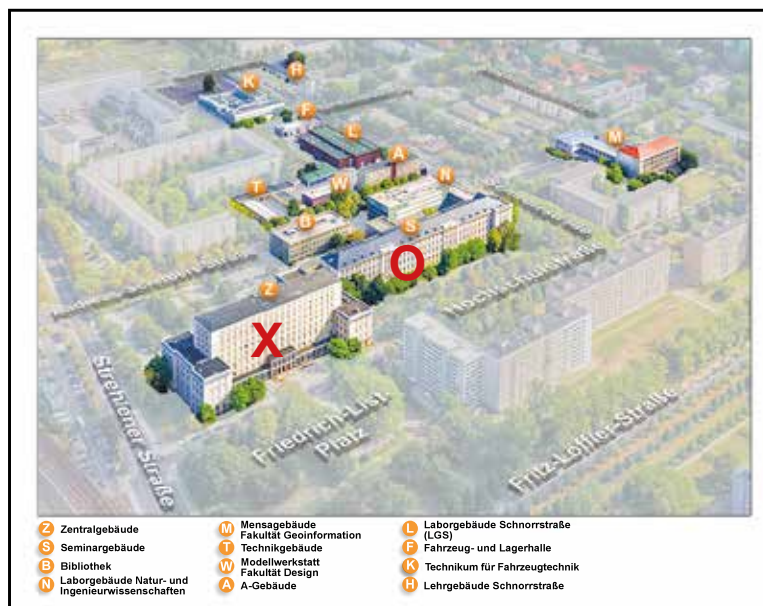 H
K
F
L
M
A
N
T
W
B
S
O
Hochschulstraße
Z
X
Strehlener Straße
Friedrich-List-
Platz
Fritz-Löffler-Straße
Z Zentralgebäude
S Seminargebäude
B Bibliothek
N Laborgebäude Natur- und
Ingenieurwissenschaften
M Mensagebäude
Fakultät Geoinformation
T Technikgebäude
W Modellwerkstatt
Fakultät Design
A A-Gebäude
L Laborgebäude Schnorrstraße
(LGS)
F Fahrzeug- und Lagerhalle
K Technikum für Fahrzeugtechnik
H Lehrgebäude Schnorrstraße